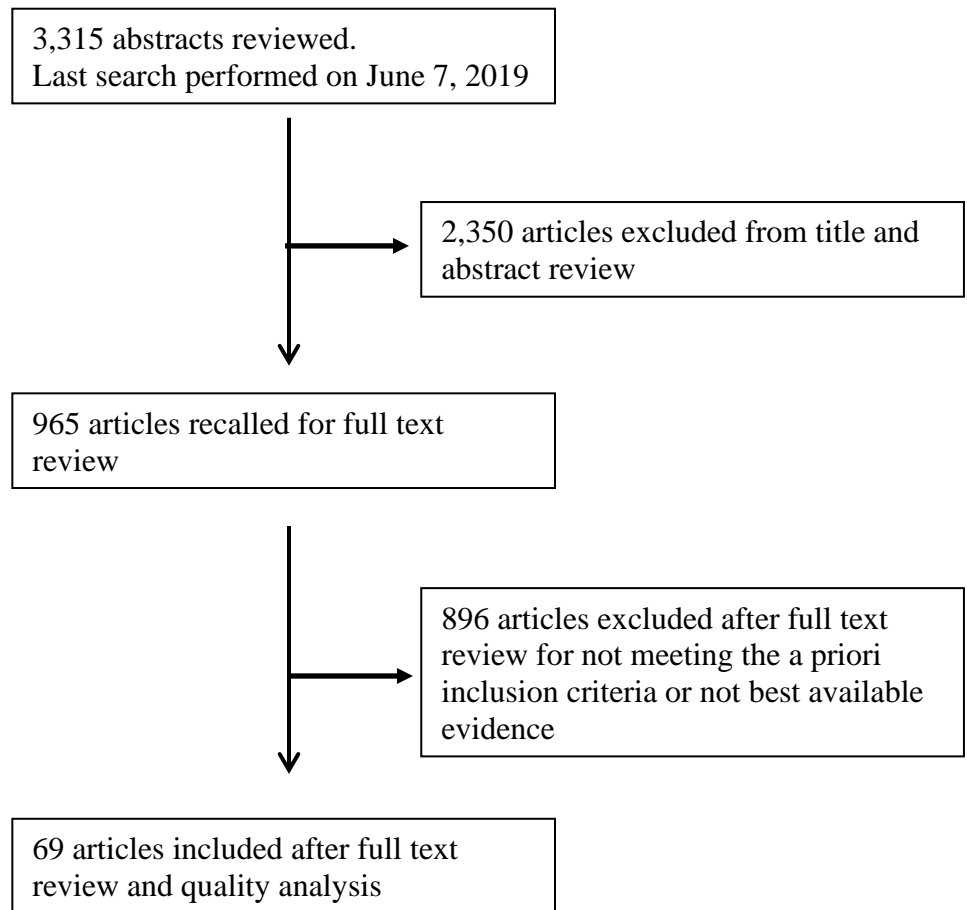 3,315 abstracts reviewed.
Last search performed on June 7, 2019
2,350 articles excluded from title and
abstract review
965 articles recalled for full text
review
896 articles excluded after full text
review for not meeting the a priori
inclusion criteria or not best available
evidence
69 articles included after full text
review and quality analysis